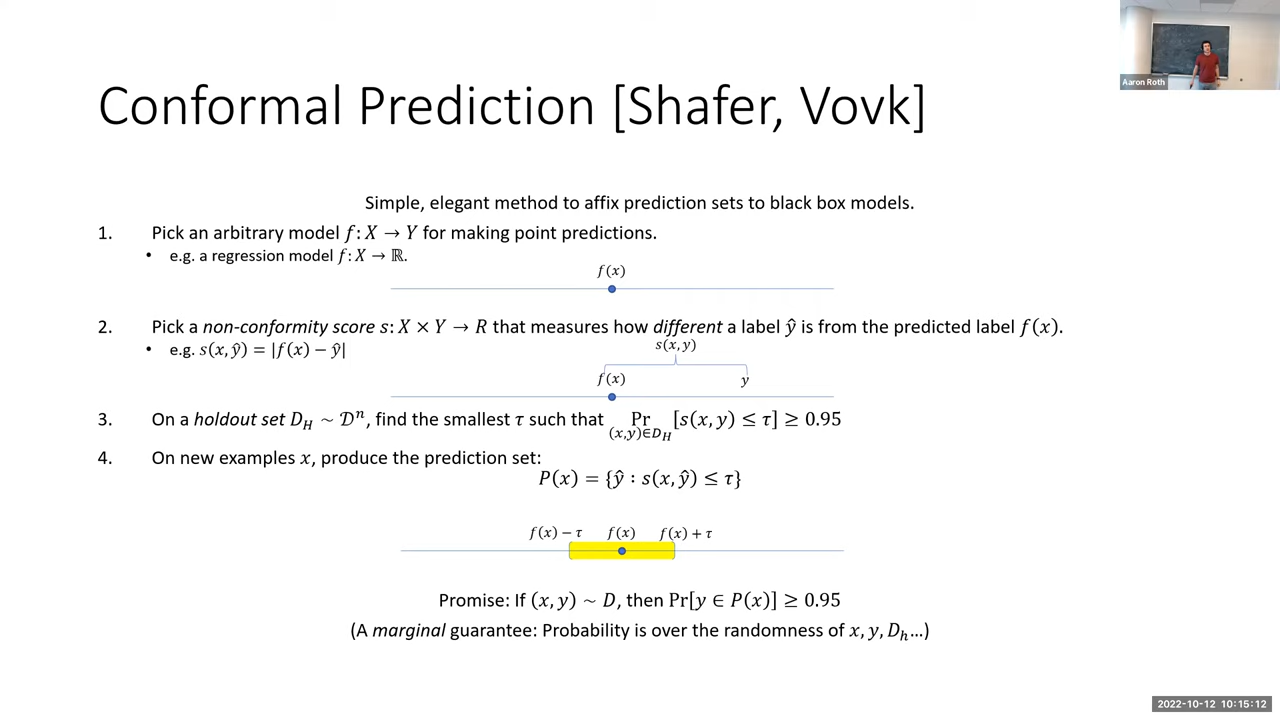 Aaron Roth
Conformal Prediction [Shafer, Vovk]
Simple, elegant method to affix prediction sets to black box models.
1. Pick an arbitrary model f: X → Y for making point predictions.
• e.g. a regression model f: X → ℝ.
f(x)
2. Pick a non-conformity score s: X × Y → R that measures how different a label ŷ is from the predicted label f(x).
• e.g. s(x, ŷ) = |f(x) − ŷ|
s(x, y)
f(x) y
3. On a holdout set D_H ~ 𝒟ⁿ, find the smallest τ such that Pr_{(x,y)∈D_H} [s(x, y) ≤ τ] ≥ 0.95
4. On new examples x, produce the prediction set:
P(x) = {ŷ : s(x, ŷ) ≤ τ}
f(x) − τ f(x) f(x) + τ
Promise: If (x, y) ~ D, then Pr[y ∈ P(x)] ≥ 0.95
(A marginal guarantee: Probability is over the randomness of x, y, D_h…)
2022-10-12 10:15:12